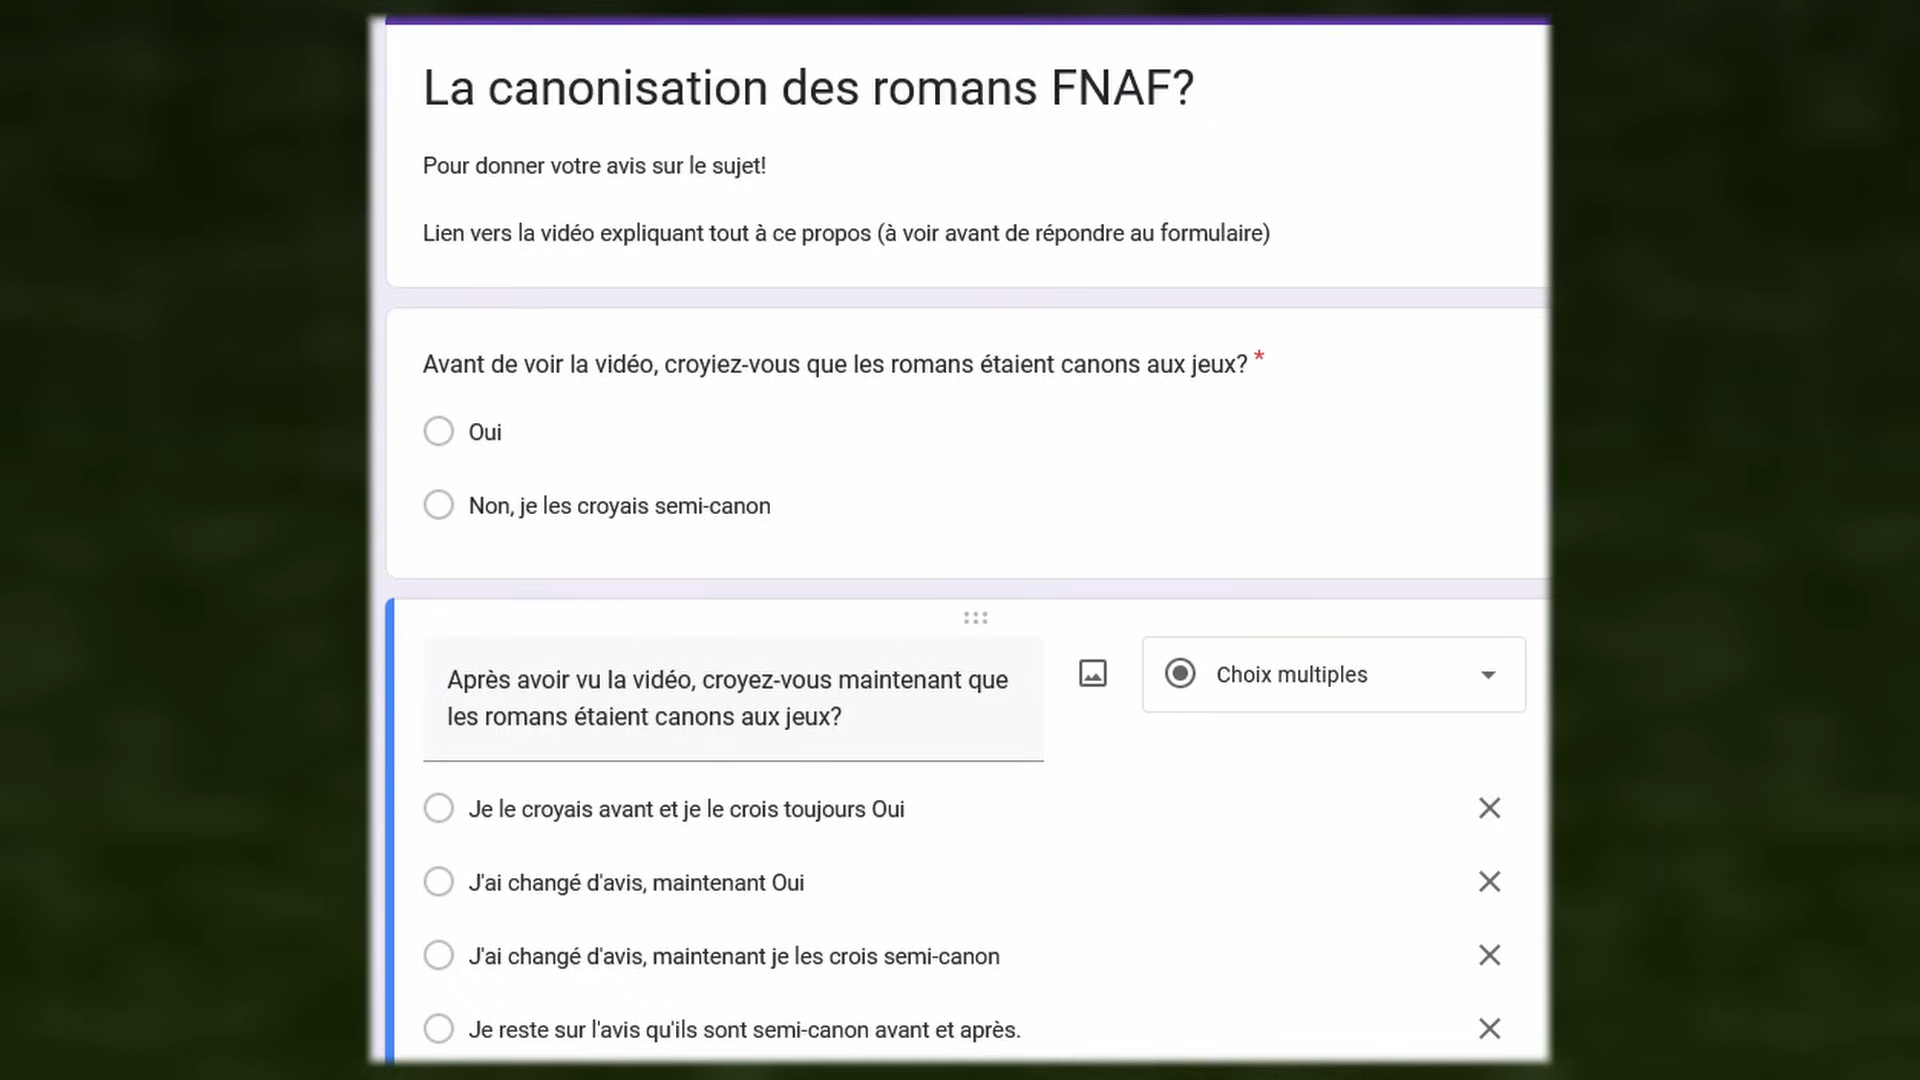 La canonisation des romans FNAF?
Pour donner votre avis sur le sujet!
Lien vers la vidéo expliquant tout à ce propos (à voir avant de répondre au formulaire)
Avant de voir la vidéo, croyiez-vous que les romans étaient canons aux jeux? *
Oui
Non, je les croyais semi-canon
Après avoir vu la vidéo, croyez-vous maintenant que
les romans étaient canons aux jeux?
Choix multiples
Je le croyais avant et je le crois toujours Oui
J'ai changé d'avis, maintenant Oui
J'ai changé d'avis, maintenant je les crois semi-canon
Je reste sur l'avis qu'ils sont semi-canon avant et après.